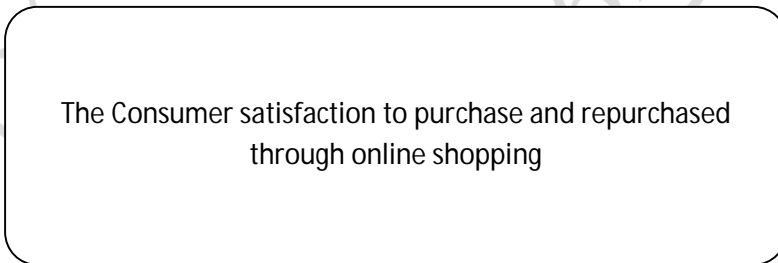 The Consumer satisfaction to purchase and repurchased
through online shopping